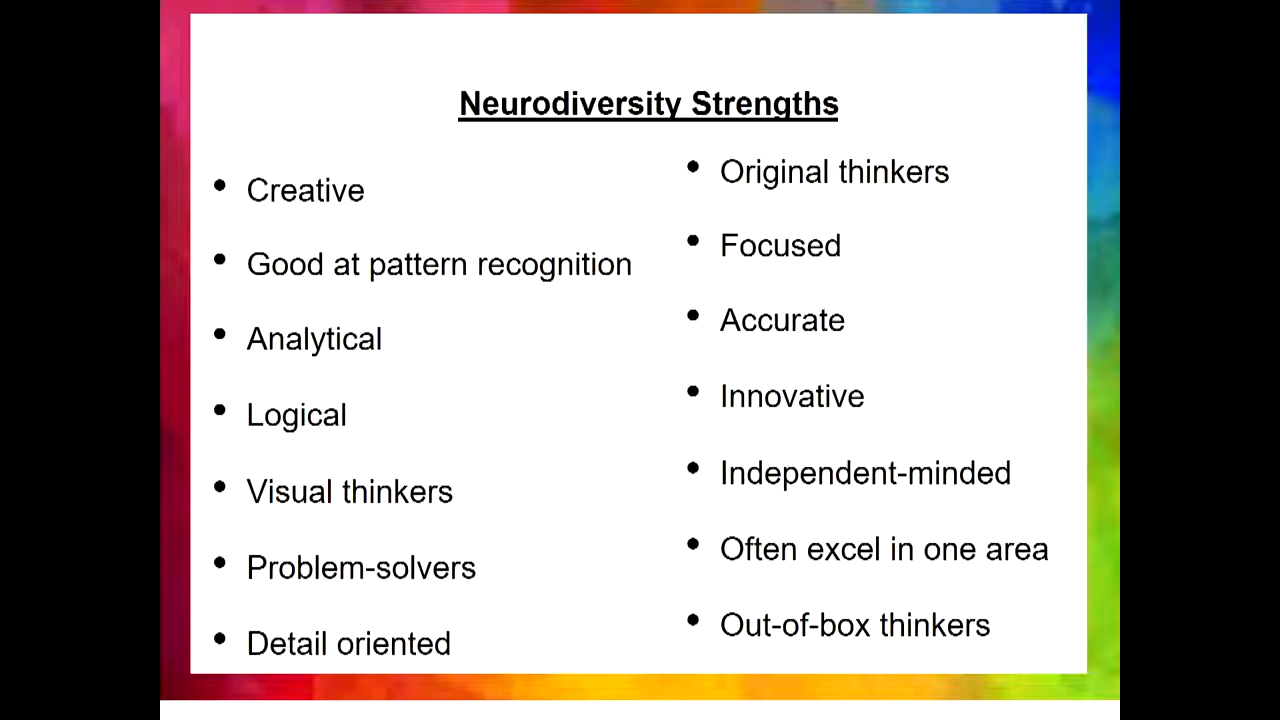 Neurodiversity Strengths
Creative
Good at pattern recognition
Analytical
Logical
Visual thinkers
Problem-solvers
Detail oriented
Original thinkers
Focused
Accurate
Innovative
Independent-minded
Often excel in one area
Out-of-box thinkers